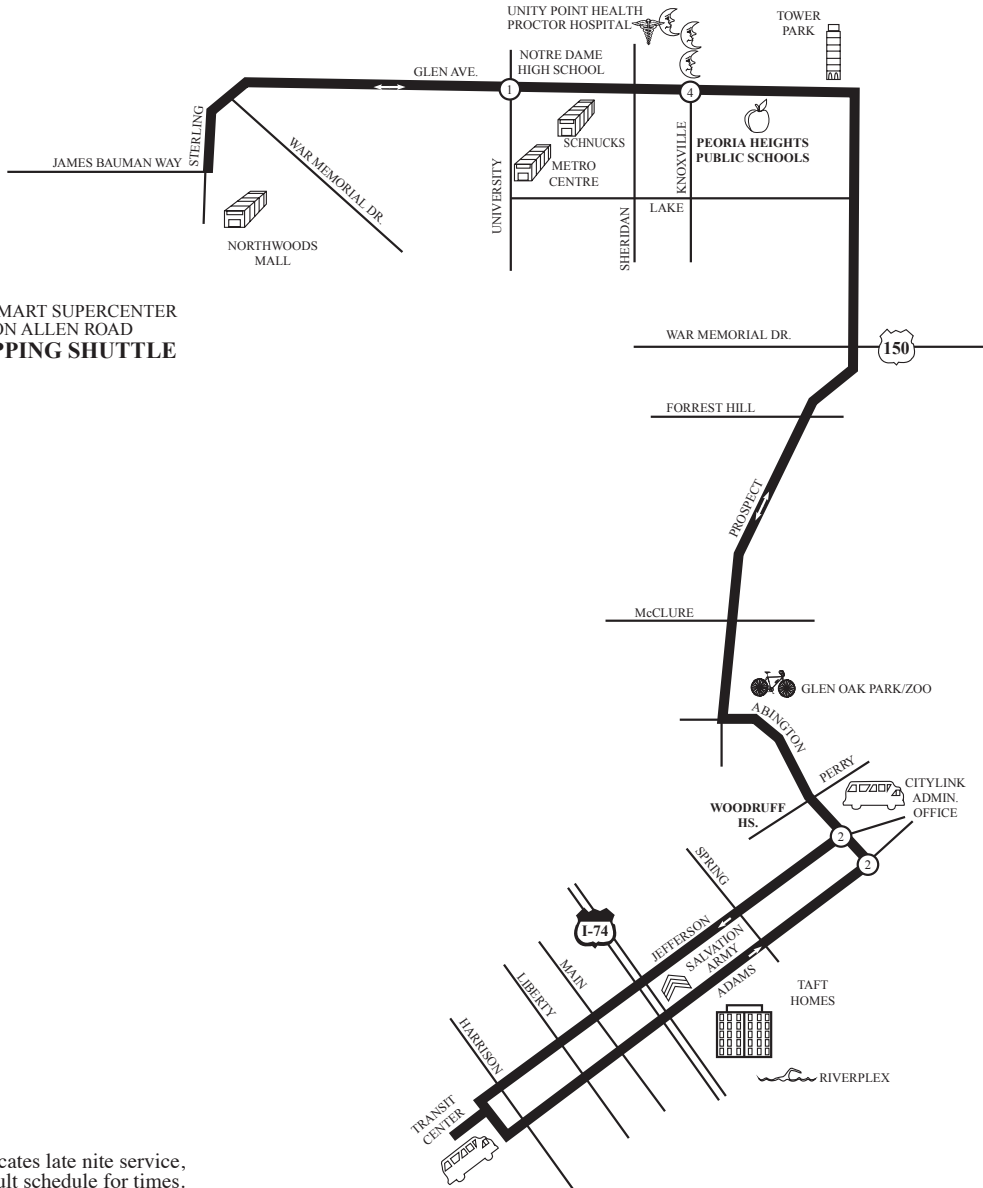 UNITY POINT HEALTH
PROCTOR HOSPITAL
TOWER
PARK
NOTRE DAME
HIGH SCHOOL
GLEN AVE.
1
4
SCHNUCKS
METRO
CENTRE
PEORIA HEIGHTS
PUBLIC SCHOOLS
STERLING
JAMES BAUMAN WAY
WAR MEMORIAL DR.
UNIVERSITY
KNOXVILLE
LAKE
SHERIDAN
NORTHWOODS
MALL
MART SUPERCENTER
ON ALLEN ROAD
PPING SHUTTLE
WAR MEMORIAL DR.
150
FORREST HILL
PROSPECT
McCLURE
GLEN OAK PARK/ZOO
ABINGTON
PERRY
CITYLINK
ADMIN.
OFFICE
WOODRUFF
HS.
2
2
SPRING
I-74
JEFFERSON
SALVATION
ARMY
ADAMS
MAIN
LIBERTY
HARRISON
TAFT
HOMES
RIVERPLEX
TRANSIT
CENTER
cates late nite service,
ult schedule for times.